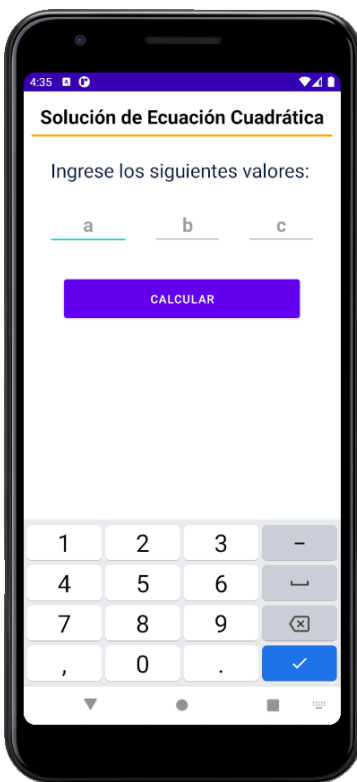 4:35
Solución de Ecuación Cuadrática
Ingrese los siguientes valores:
a b c
CALCULAR
1 2 3 -
4 5 6
7 8 9
, 0 .